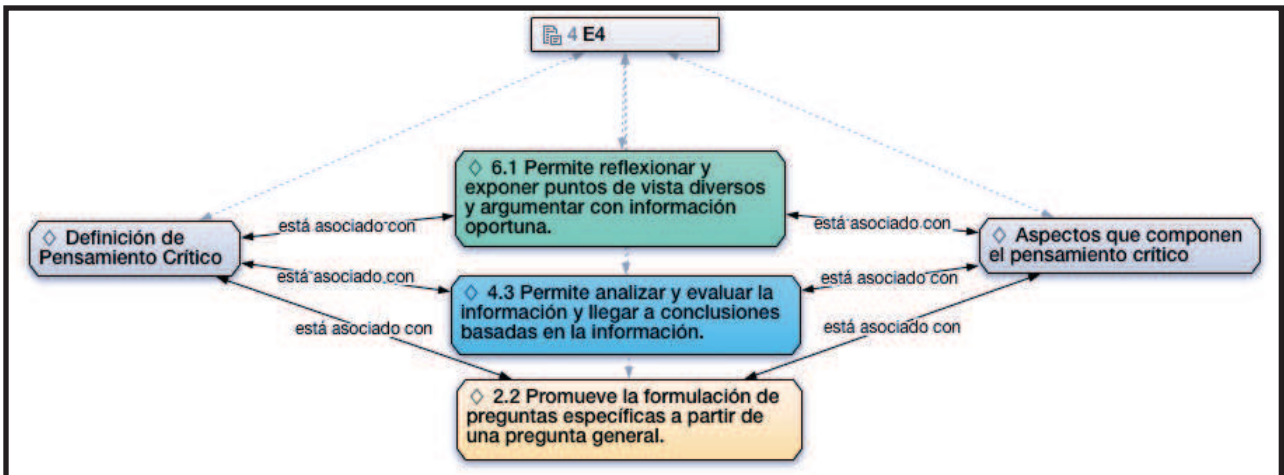 4 E4
◇ 6.1 Permite reflexionar y
exponer puntos de vista diversos
y argumentar con información
oportuna.
está asociado con
está asociado con
◇ Definición de
Pensamiento Crítico
◇ Aspectos que componen
el pensamiento crítico
está asociado con
está asociado con
◇ 4.3 Permite analizar y evaluar la
información y llegar a conclusiones
basadas en la información.
está asociado con
está asociado con
◇ 2.2 Promueve la formulación de
preguntas específicas a partir de
una pregunta general.